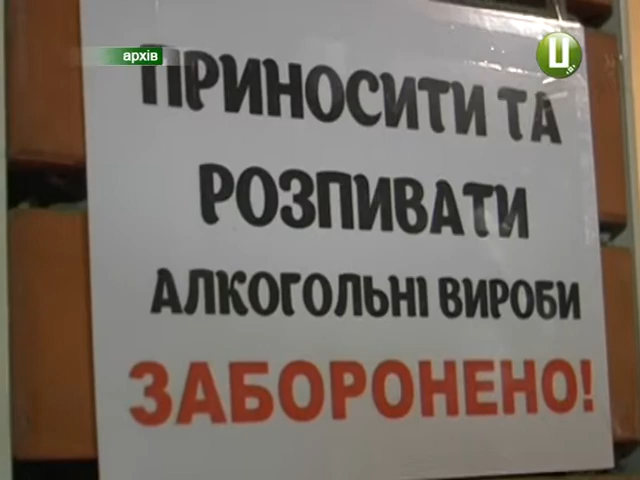 архів
Ц
ПРИНОСИТИ ТА
РОЗПИВАТИ
АЛКОГОЛЬНІ ВИРОБИ
ЗАБОРОНЕНО!